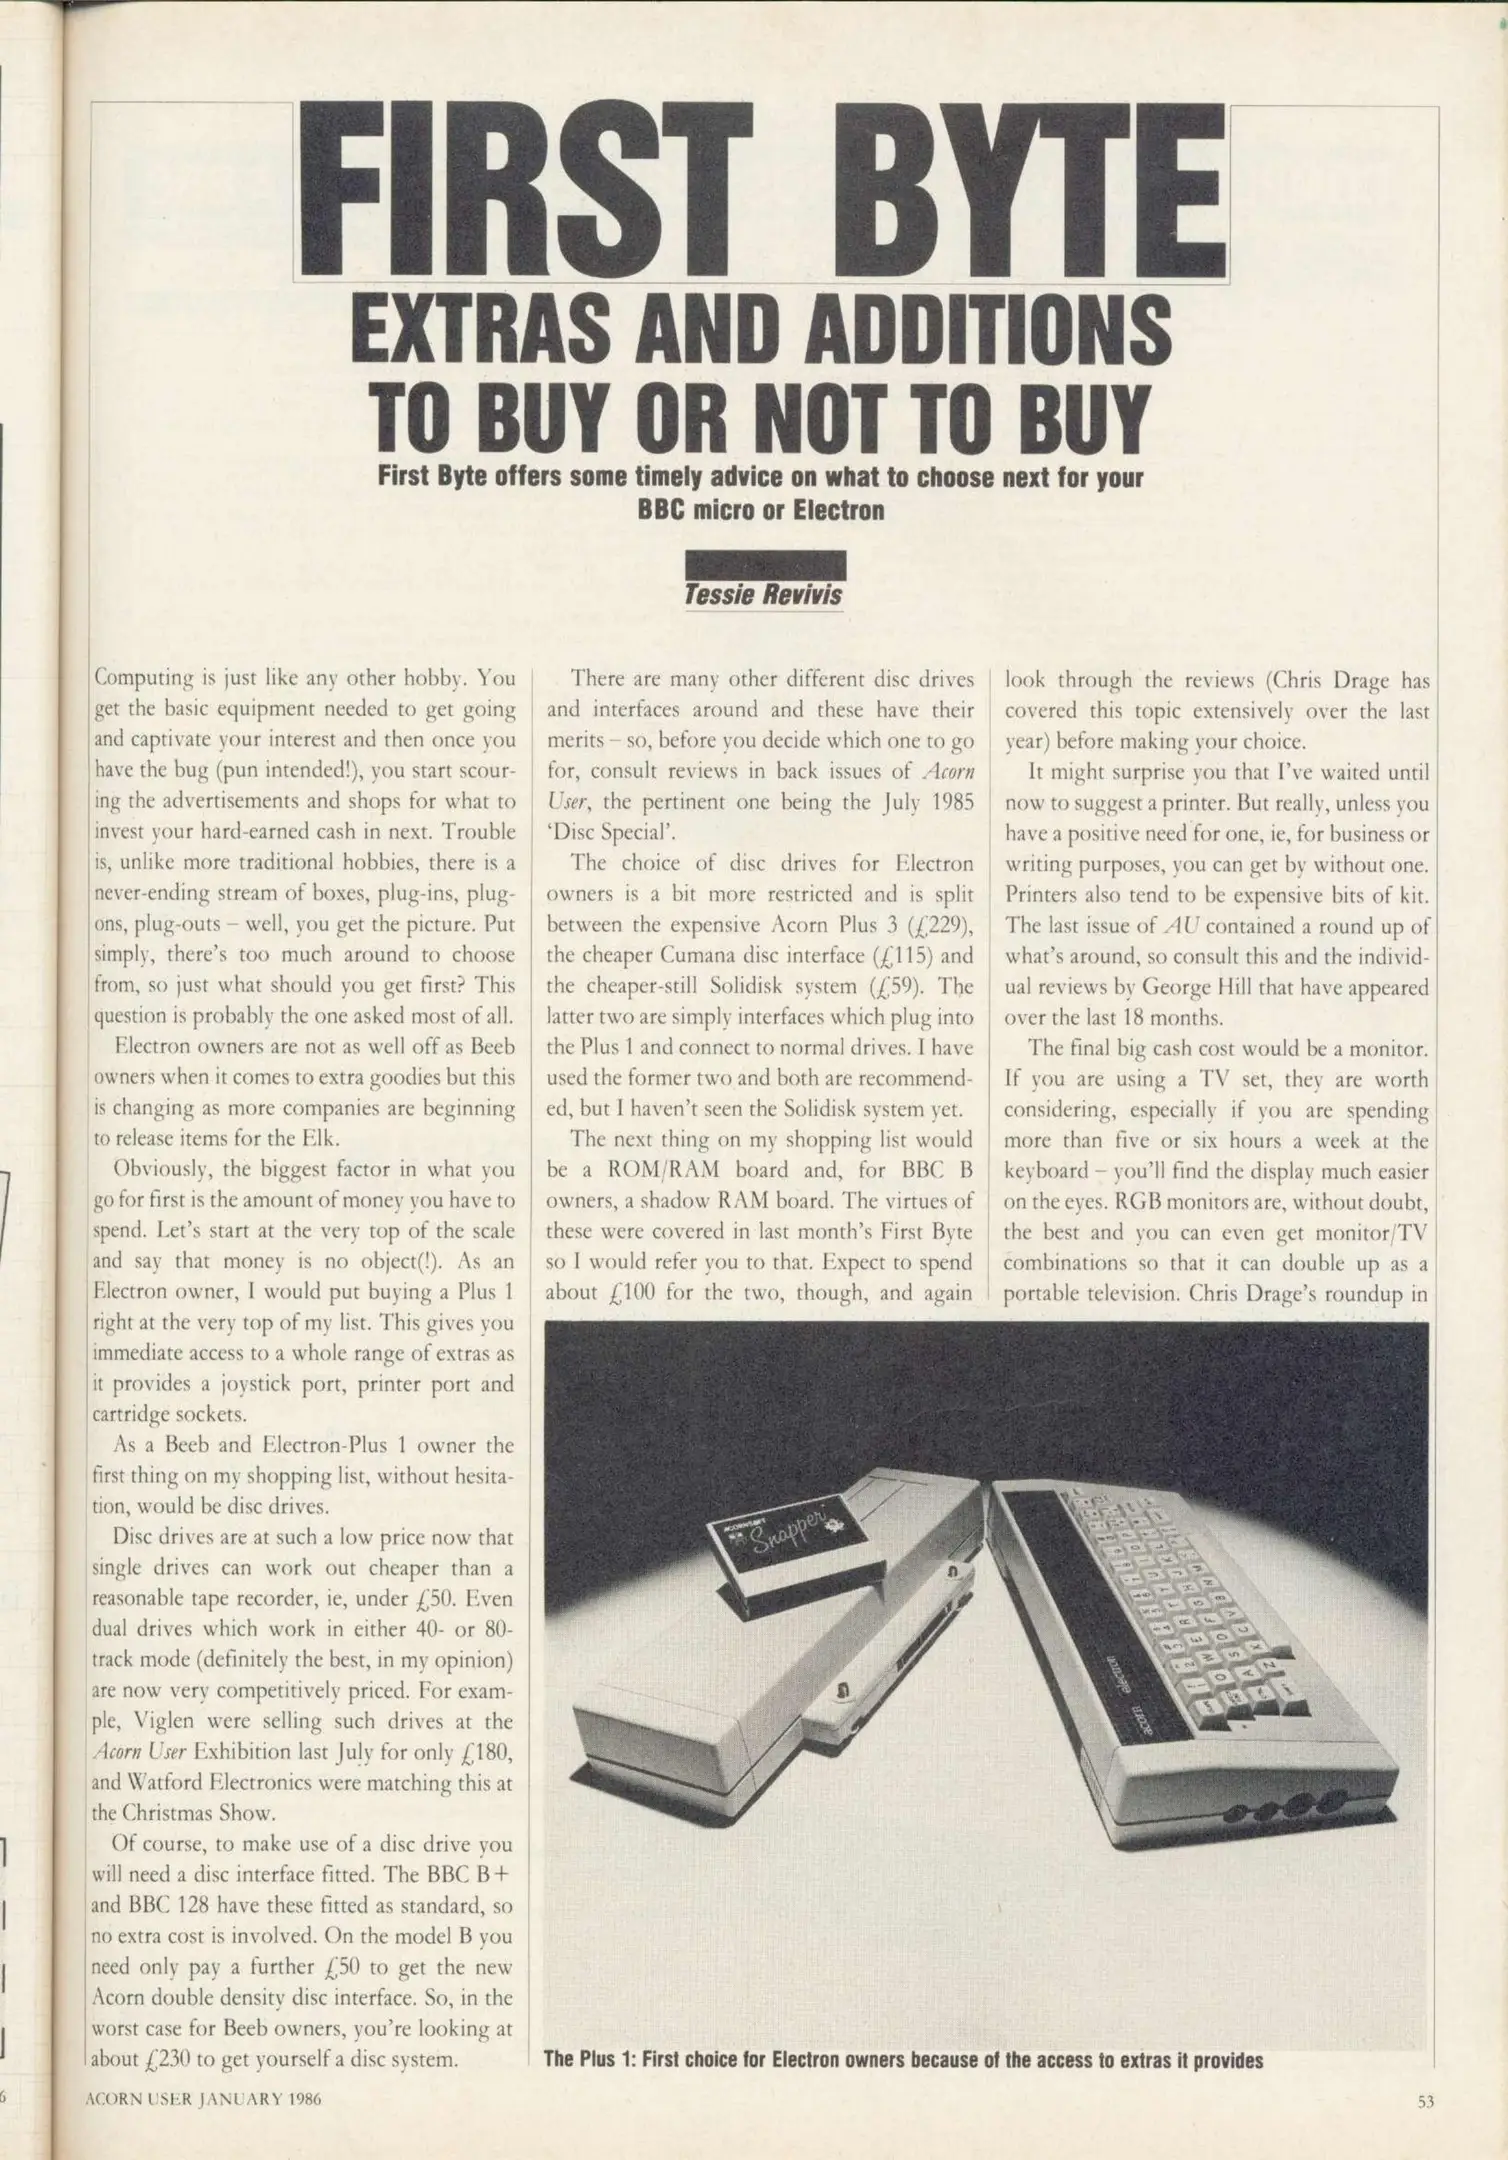 FIRST BYTE
EXTRAS AND ADDITIONS
TO BUY OR NOT TO BUY
First Byte offers some timely advice on what to choose next for your
BBC micro or Electron
Tessie Revivis
Computing is just like any other hobby. You
get the basic equipment needed to get going
and captivate your interest and then once you
have the bug (pun intended!), you start scour-
ing the advertisements and shops for what to
invest your hard-earned cash in next. Trouble
is, unlike more traditional hobbies, there is a
never-ending stream of boxes, plug-ins, plug-
ons, plug-outs – well, you get the picture. Put
simply, there's too much around to choose
from, so just what should you get first? This
question is probably the one asked most of all.
Electron owners are not as well off as Beeb
owners when it comes to extra goodies but this
is changing as more companies are beginning
to release items for the Elk.
Obviously, the biggest factor in what you
go for first is the amount of money you have to
spend. Let's start at the very top of the scale
and say that money is no object(!). As an
Electron owner, I would put buying a Plus 1
right at the very top of my list. This gives you
immediate access to a whole range of extras as
it provides a joystick port, printer port and
cartridge sockets.
As a Beeb and Electron-Plus 1 owner the
first thing on my shopping list, without hesita-
tion, would be disc drives.
Disc drives are at such a low price now that
single drives can work out cheaper than a
reasonable tape recorder, ie, under £50. Even
dual drives which work in either 40- or 80-
track mode (definitely the best, in my opinion)
are now very competitively priced. For exam-
ple, Viglen were selling such drives at the
Acorn User Exhibition last July for only £180,
and Watford Electronics were matching this at
the Christmas Show.
Of course, to make use of a disc drive you
will need a disc interface fitted. The BBC B+
and BBC 128 have these fitted as standard, so
no extra cost is involved. On the model B you
need only pay a further £50 to get the new
Acorn double density disc interface. So, in the
worst case for Beeb owners, you're looking at
about £230 to get yourself a disc system.
There are many other different disc drives
and interfaces around and these have their
merits – so, before you decide which one to go
for, consult reviews in back issues of Acorn
User, the pertinent one being the July 1985
'Disc Special'.
The choice of disc drives for Electron
owners is a bit more restricted and is split
between the expensive Acorn Plus 3 (£229),
the cheaper Cumana disc interface (£115) and
the cheaper-still Solidisk system (£59). The
latter two are simply interfaces which plug into
the Plus 1 and connect to normal drives. I have
used the former two and both are recommend-
ed, but I haven't seen the Solidisk system yet.
The next thing on my shopping list would
be a ROM/RAM board and, for BBC B
owners, a shadow RAM board. The virtues of
these were covered in last month's First Byte
so I would refer you to that. Expect to spend
about £100 for the two, though, and again
look through the reviews (Chris Drage has
covered this topic extensively over the last
year) before making your choice.
It might surprise you that I've waited until
now to suggest a printer. But really, unless you
have a positive need for one, ie, for business or
writing purposes, you can get by without one.
Printers also tend to be expensive bits of kit.
The last issue of AU contained a round up of
what's around, so consult this and the individ-
ual reviews by George Hill that have appeared
over the last 18 months.
The final big cash cost would be a monitor.
If you are using a TV set, they are worth
considering, especially if you are spending
more than five or six hours a week at the
keyboard – you'll find the display much easier
on the eyes. RGB monitors are, without doubt,
the best and you can even get monitor/TV
combinations so that it can double up as a
portable television. Chris Drage's roundup in
ACORNSOFT
Snapper
acorn electron
The Plus 1: First choice for Electron owners because of the access to extras it provides
ACORN USER JANUARY 1986
53